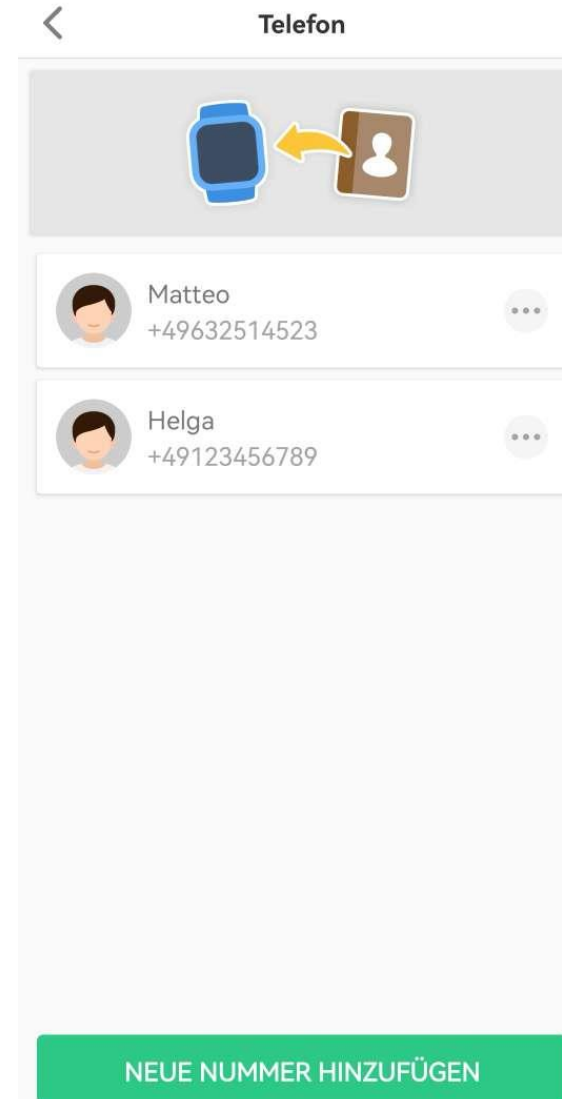 Telefon
Matteo
+49632514523
Helga
+49123456789
NEUE NUMMER HINZUFÜGEN